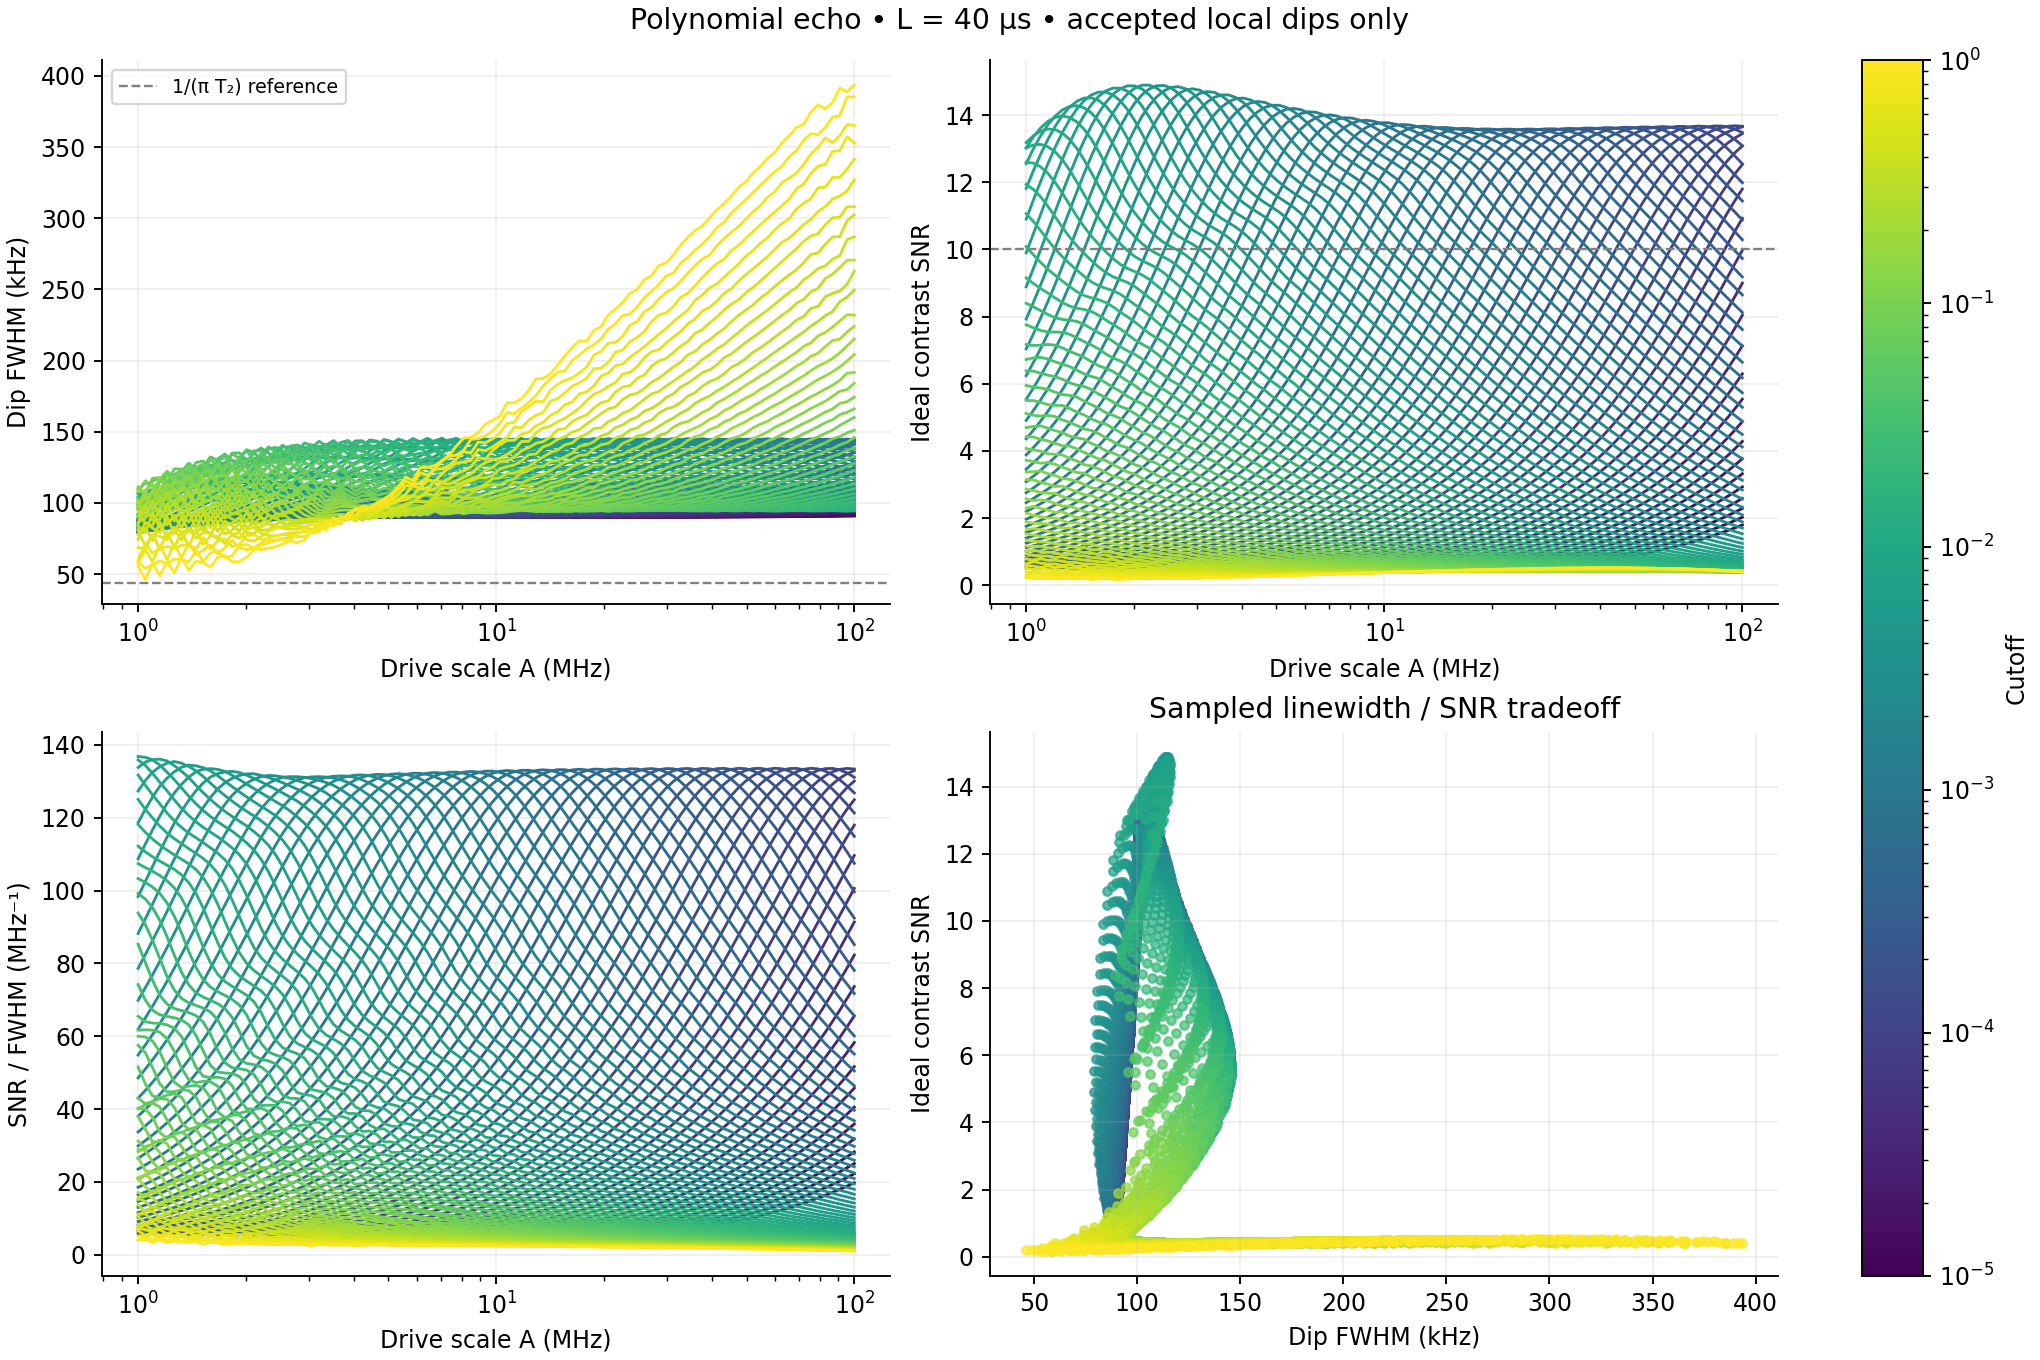 Polynomial echo • L = 40 µs • accepted local dips only
1/(π T₂) reference
400
350
300
250
200
150
100
50
Dip FWHM (kHz)
10⁰ 10¹ 10²
Drive scale A (MHz)
14
12
10
8
6
4
2
0
Ideal contrast SNR
10⁰ 10¹ 10²
Drive scale A (MHz)
140
120
100
80
60
40
20
0
SNR / FWHM (MHz⁻¹)
10⁰ 10¹ 10²
Drive scale A (MHz)
Sampled linewidth / SNR tradeoff
14
12
10
8
6
4
2
0
Ideal contrast SNR
50 100 150 200 250 300 350 400
Dip FWHM (kHz)
10⁰
10⁻¹
10⁻²
10⁻³
10⁻⁴
10⁻⁵
Cutoff